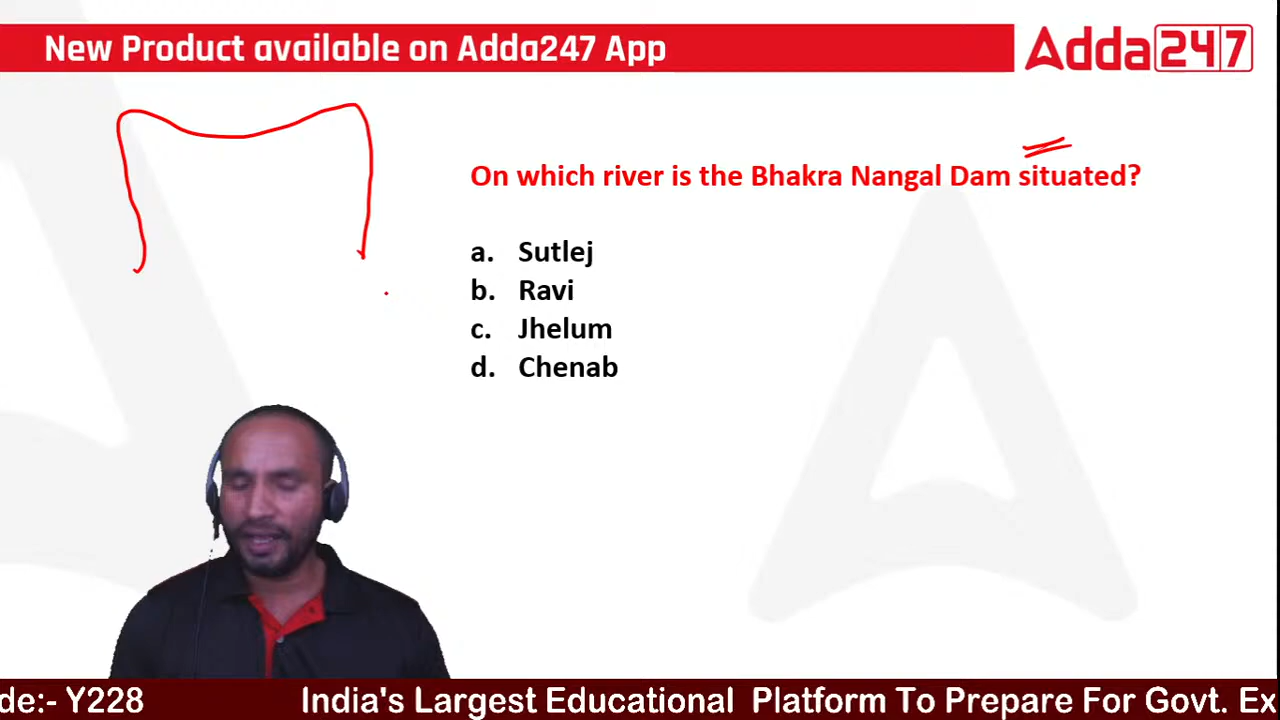 New Product available on Adda247 App
Adda247
On which river is the Bhakra Nangal Dam situated?
a. Sutlej
b. Ravi
c. Jhelum
d. Chenab
de:- Y228 India's Largest Educational Platform To Prepare For Govt. Ex